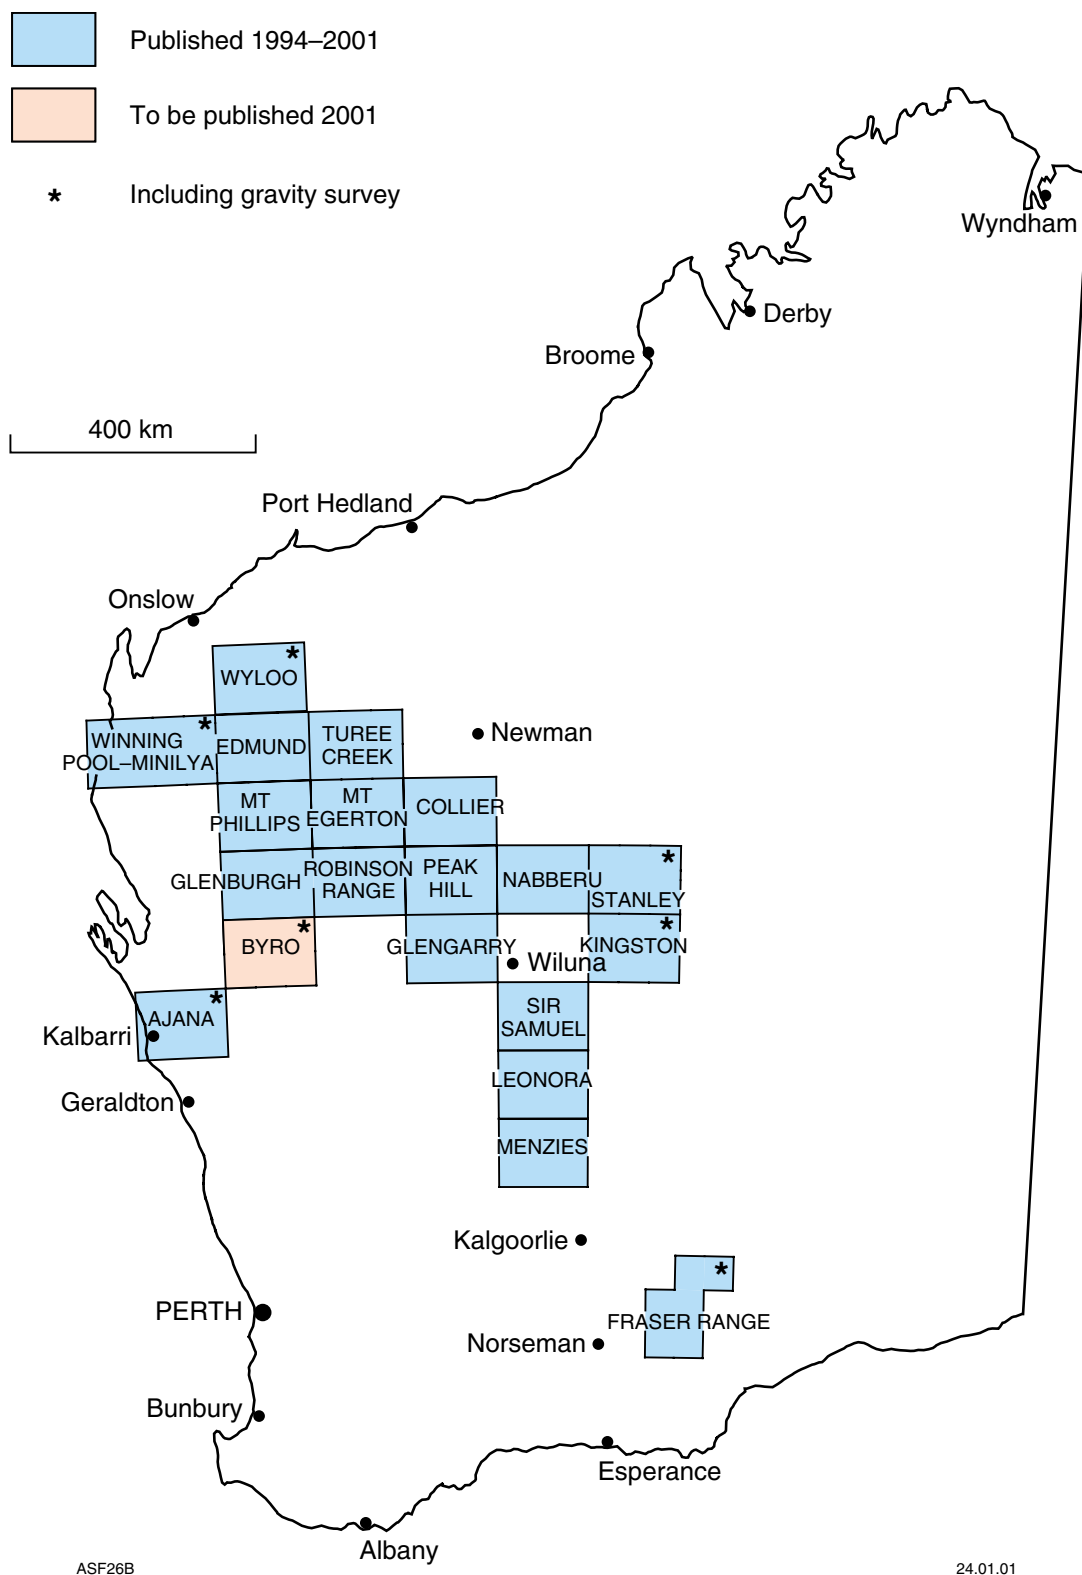 Published 1994–2001
To be published 2001
* Including gravity survey
Wyndham
Derby
Broome
400 km
Port Hedland
Onslow
*
WYLOO
*
WINNING
POOL–MINILYA
EDMUND
TUREE
CREEK
Newman
MT
PHILLIPS
MT
EGERTON
COLLIER
GLENBURGH
ROBINSON
RANGE
PEAK
HILL
NABBERU
*
STANLEY
*
BYRO
GLENGARRY
Wiluna
*
KINGSTON
*
AJANA
Kalbarri
SIR
SAMUEL
Geraldton
LEONORA
MENZIES
Kalgoorlie
*
FRASER RANGE
PERTH
Norseman
Bunbury
Esperance
Albany
ASF26B
24.01.01